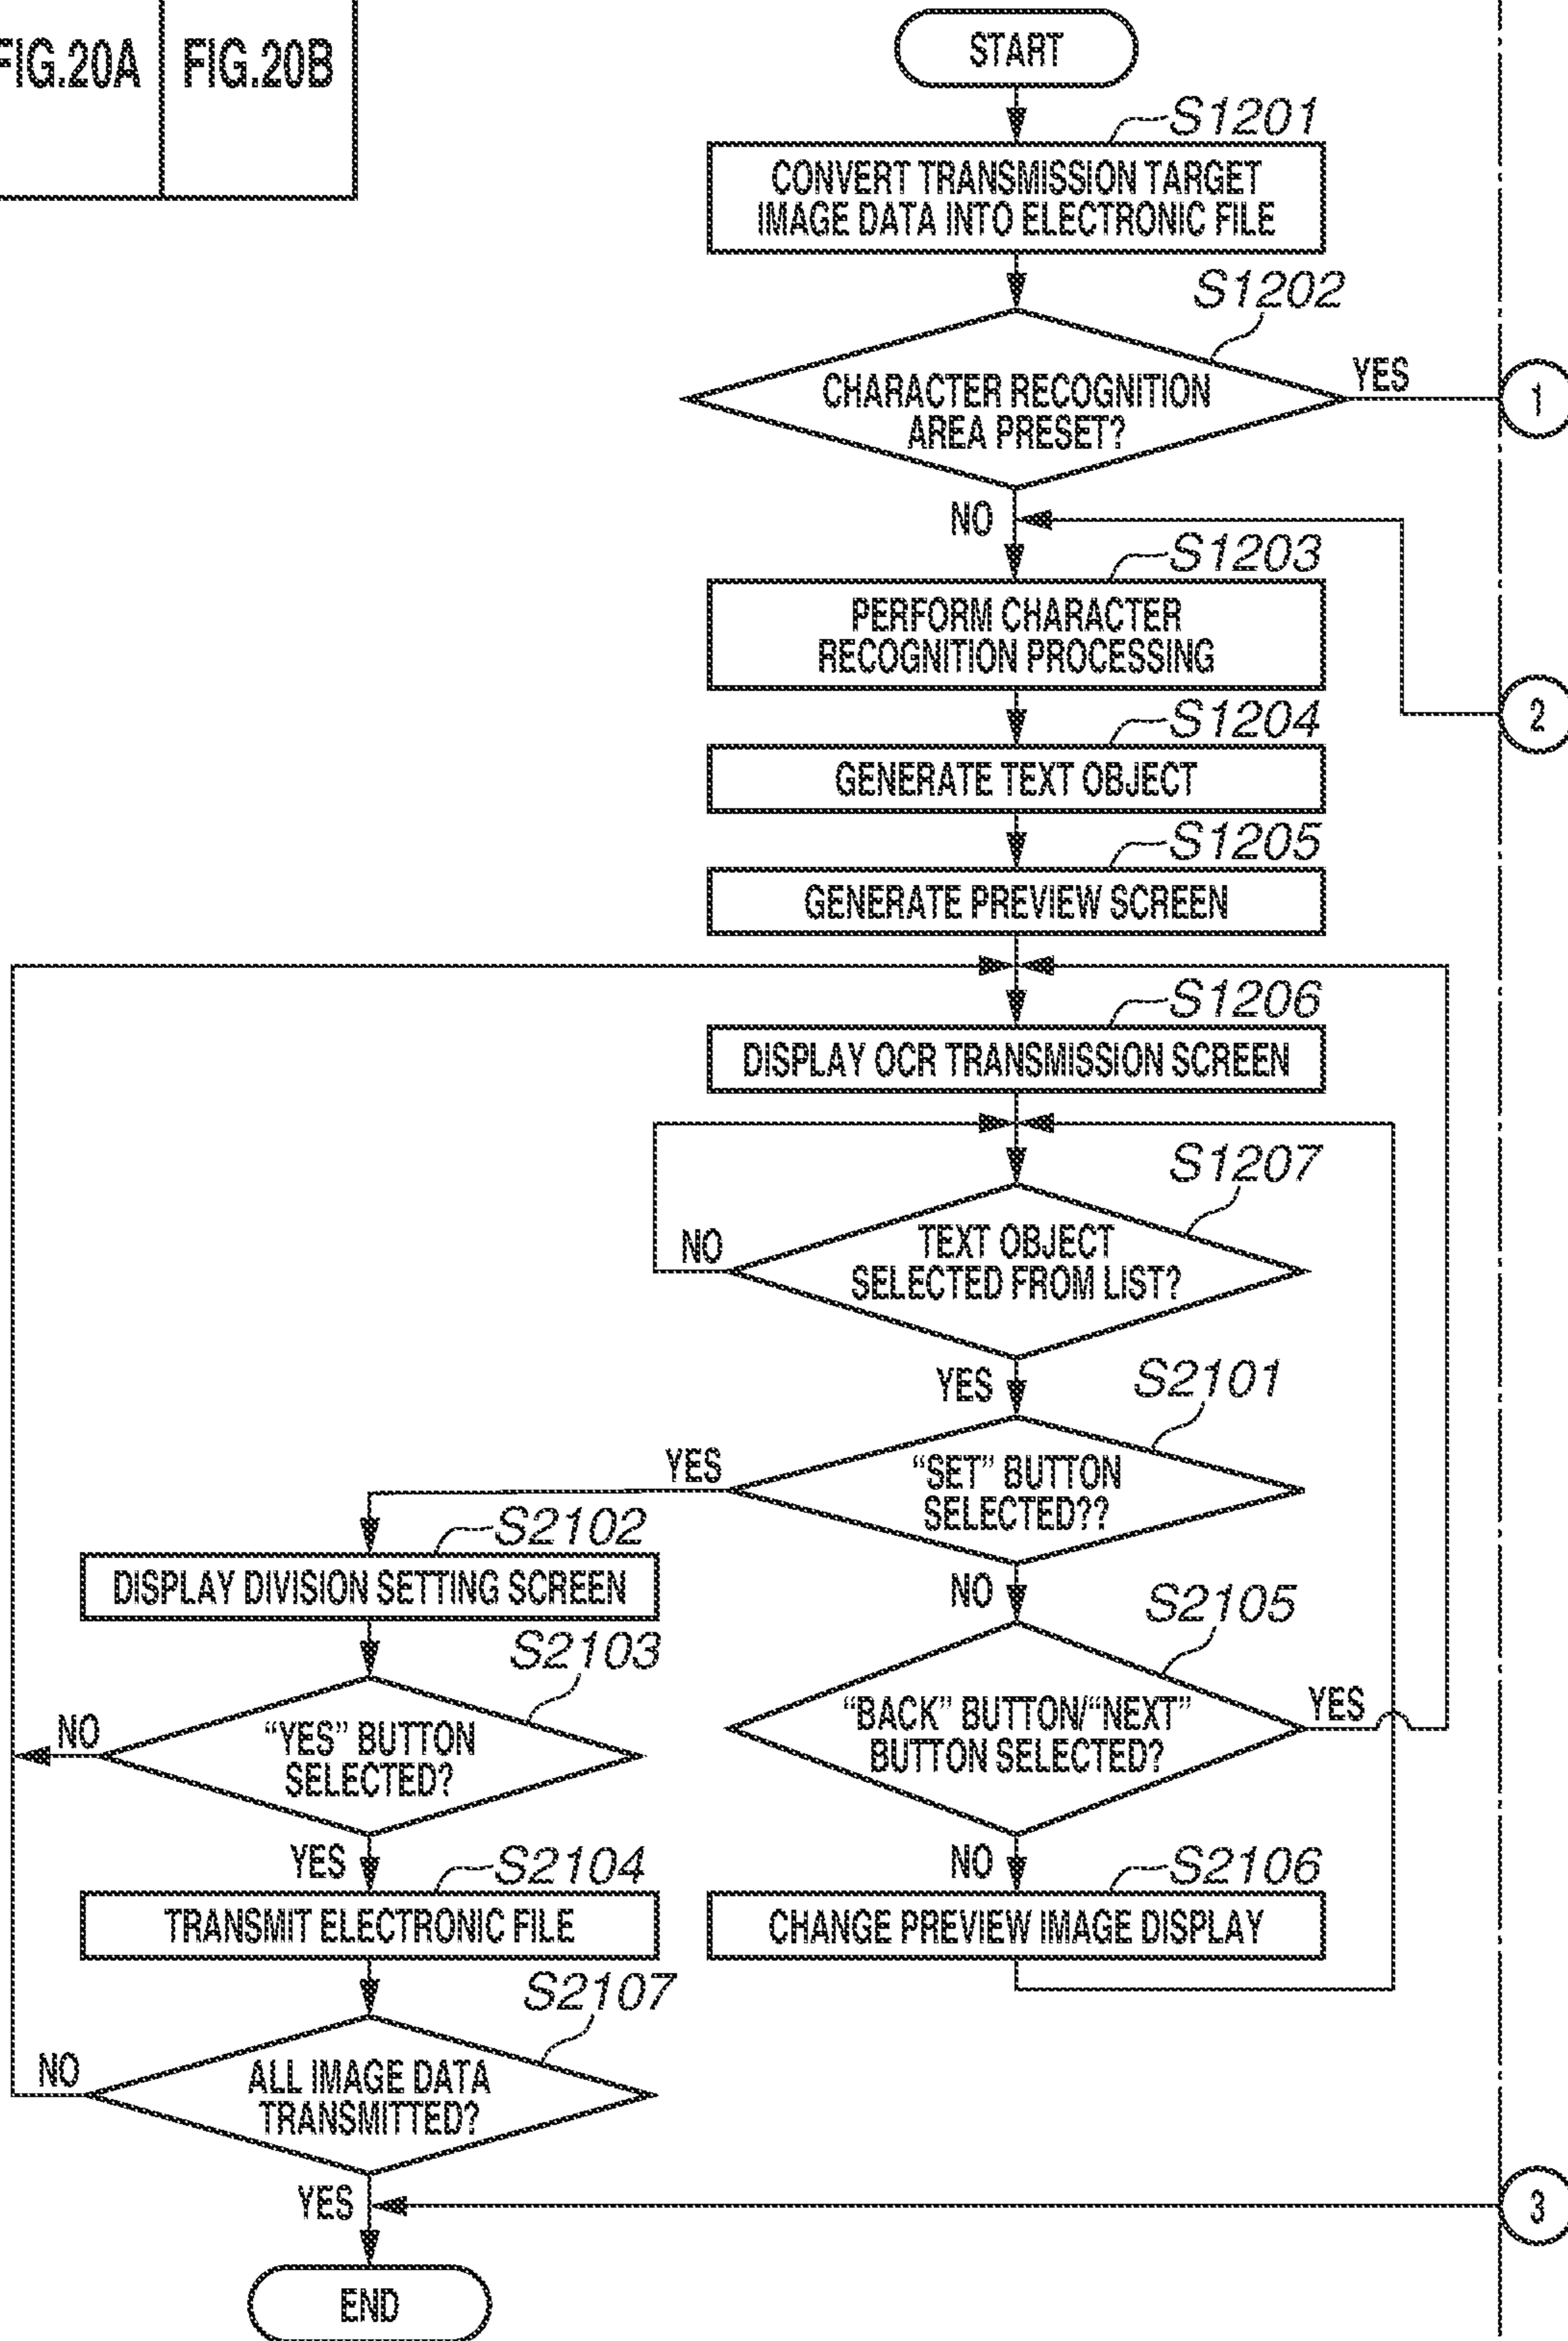 FIG.20A FIG.20B
START
S1201
CONVERT TRANSMISSION TARGET
IMAGE DATA INTO ELECTRONIC FILE
S1202
CHARACTER RECOGNITION
AREA PRESET?
YES
1
NO
S1203
PERFORM CHARACTER
RECOGNITION PROCESSING
2
S1204
GENERATE TEXT OBJECT
S1205
GENERATE PREVIEW SCREEN
S1206
DISPLAY OCR TRANSMISSION SCREEN
S1207
TEXT OBJECT
SELECTED FROM LIST?
NO
YES
S2101
“SET” BUTTON
SELECTED??
YES
NO
S2102
DISPLAY DIVISION SETTING SCREEN
S2103
“YES” BUTTON
SELECTED?
NO
YES
S2105
“BACK” BUTTON/“NEXT”
BUTTON SELECTED?
YES
NO
S2104
TRANSMIT ELECTRONIC FILE
S2106
CHANGE PREVIEW IMAGE DISPLAY
S2107
ALL IMAGE DATA
TRANSMITTED?
NO
YES
3
END